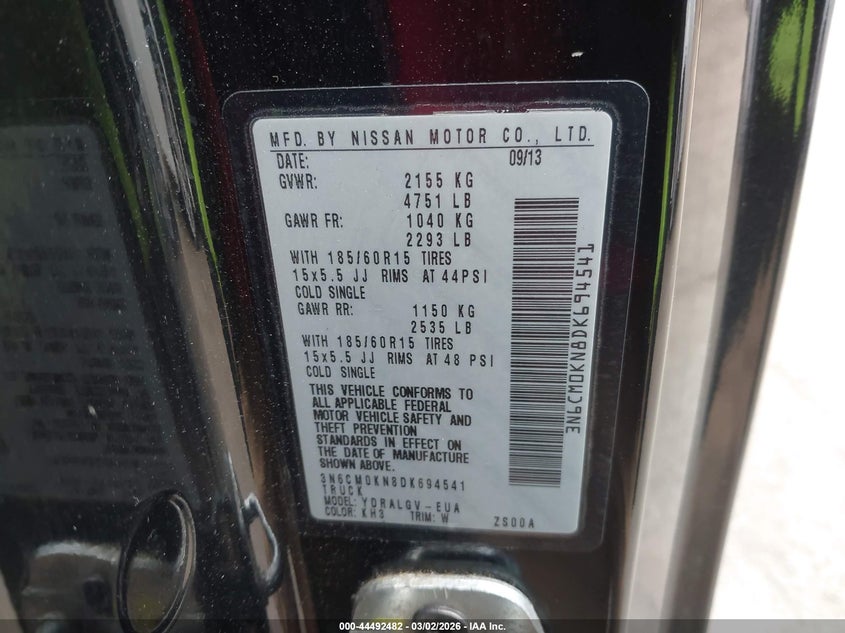 MFD. BY NISSAN MOTOR CO., LTD.
DATE: 09/13
GVWR: 2155 KG
4751 LB
GAWR FR: 1040 KG
2293 LB
WITH 185/60R15 TIRES
15x5.5 JJ RIMS AT 44PSI
COLD SINGLE
GAWR RR: 1150 KG
2535 LB
WITH 185/60R15 TIRES
15x5.5 JJ RIMS AT 48 PSI
COLD SINGLE
THIS VEHICLE CONFORMS TO
ALL APPLICABLE FEDERAL
MOTOR VEHICLE SAFETY AND
THEFT PREVENTION
STANDARDS IN EFFECT ON
THE DATE OF MANUFACTURE
SHOWN ABOVE.
3N6CM0KN8DK694541
TRUCK
MODEL: YDRALGV-EUA
COLOR: KH3 TRIM: W ZS00A
3N6CM0KN8DK694541
000-44492482 - 03/02/2026 - IAA Inc.